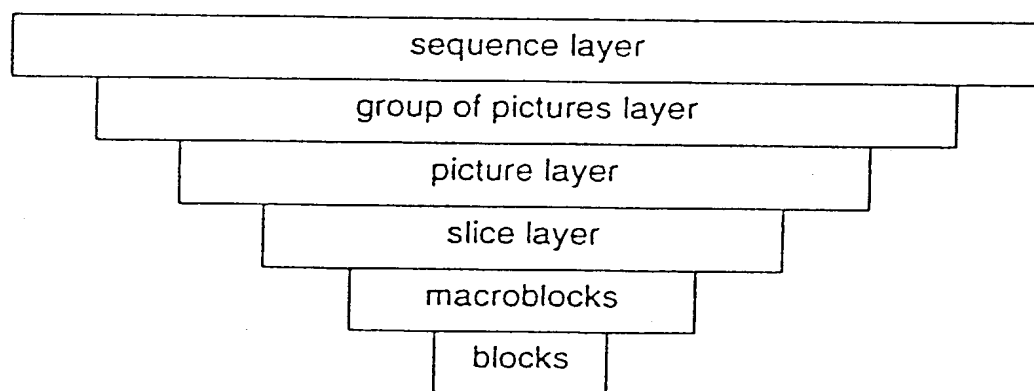 sequence layer
group of pictures layer
picture layer
slice layer
macroblocks
blocks